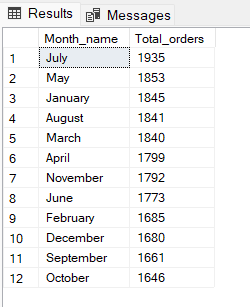 Results Messages
Month_name Total_orders
1 July 1935
2 May 1853
3 January 1845
4 August 1841
5 March 1840
6 April 1799
7 November 1792
8 June 1773
9 February 1685
10 December 1680
11 September 1661
12 October 1646